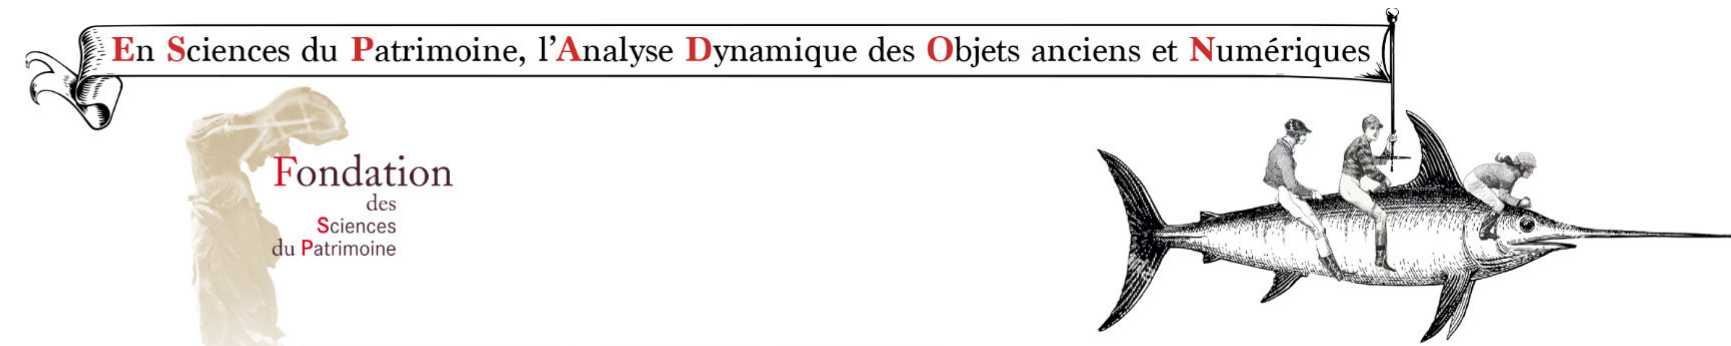 En Sciences du Patrimoine, l’Analyse Dynamique des Objets anciens et Numériques
Fondation
des
Sciences
du Patrimoine